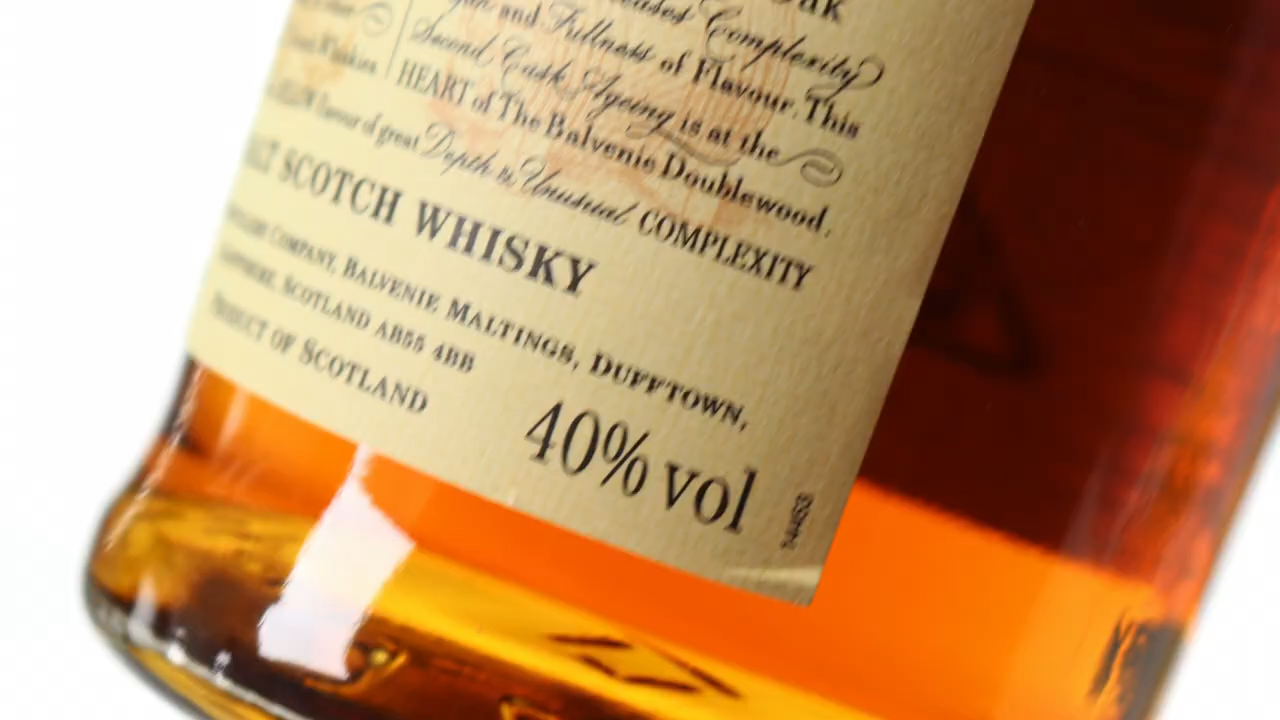 Complexity
and Fullness of Flavour. This
Second Cask Ageing is at the
HEART of The Balvenie Doublewood.
flavour of great Depth & Unusual COMPLEXITY
SCOTCH WHISKY
COMPANY, BALVENIE MALTINGS, DUFFTOWN,
SCOTLAND AB55 4BB
PRODUCT OF SCOTLAND
40% vol